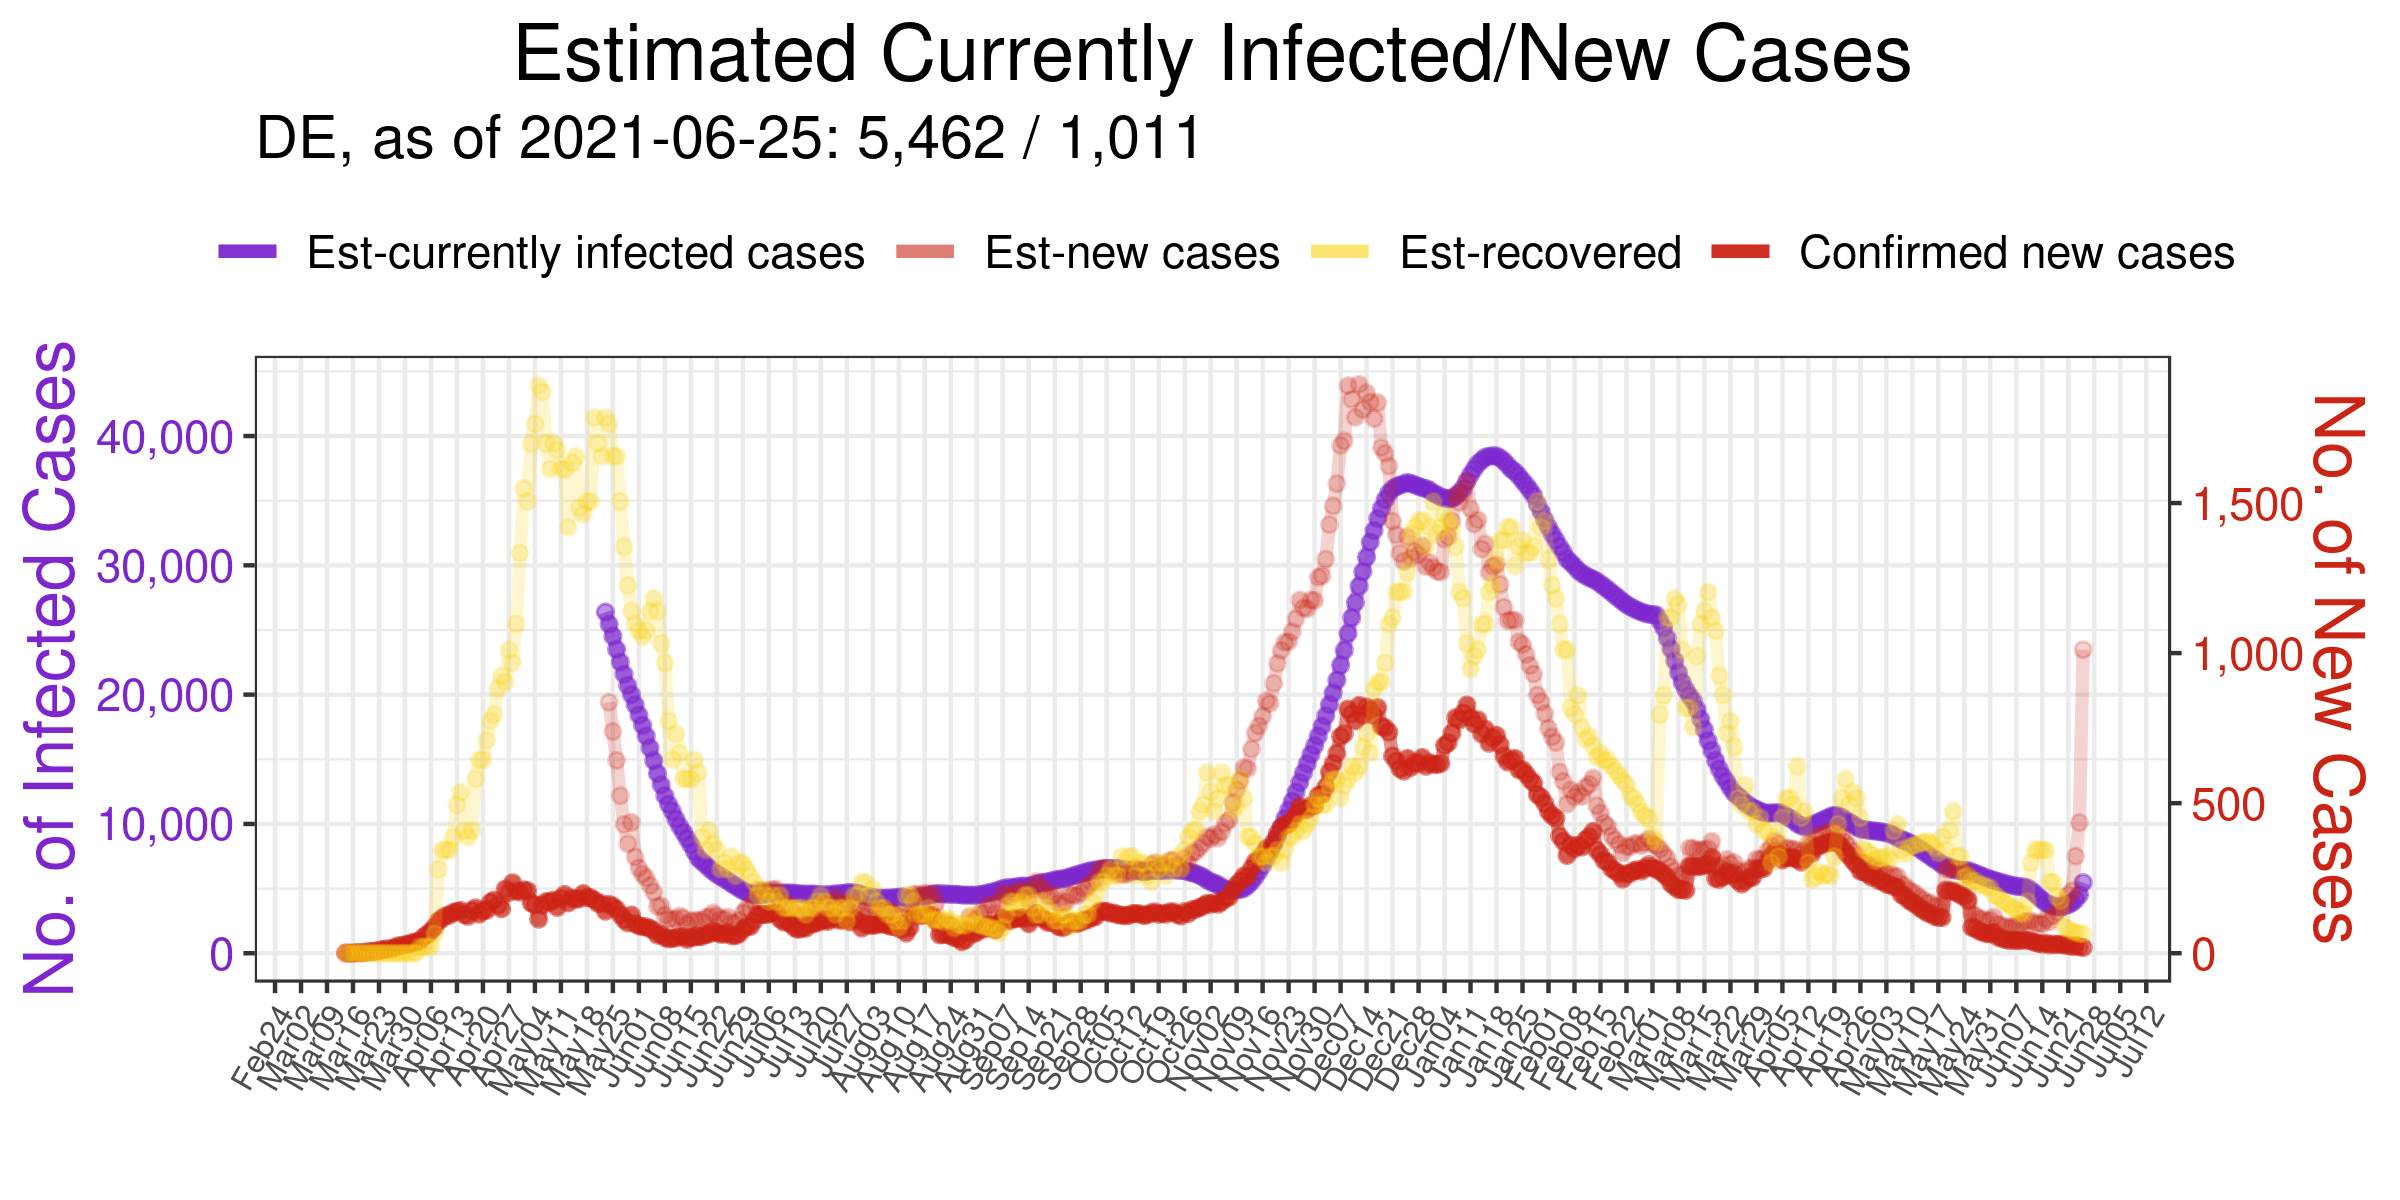 Estimated Currently Infected/New Cases
DE, as of 2021-06-25: 5,462 / 1,011
Est-currently infected cases
Est-new cases
Est-recovered
Confirmed new cases
No. of Infected Cases
40,000
30,000
20,000
10,000
0
No. of New Cases
1,500
1,000
500
0
Feb24
Mar02
Mar09
Mar16
Mar23
Mar30
Apr06
Apr13
Apr20
Apr27
May04
May11
May18
May25
Jun01
Jun08
Jun15
Jun22
Jun29
Jul06
Jul13
Jul20
Jul27
Aug03
Aug10
Aug17
Aug24
Aug31
Sep07
Sep14
Sep21
Sep28
Oct05
Oct12
Oct19
Oct26
Nov02
Nov09
Nov16
Nov23
Nov30
Dec07
Dec14
Dec21
Dec28
Jan04
Jan11
Jan18
Jan25
Feb01
Feb08
Feb15
Feb22
Mar01
Mar08
Mar15
Mar22
Mar29
Apr05
Apr12
Apr19
Apr26
May03
May10
May17
May24
May31
Jun07
Jun14
Jun21
Jun28
Jul05
Jul12